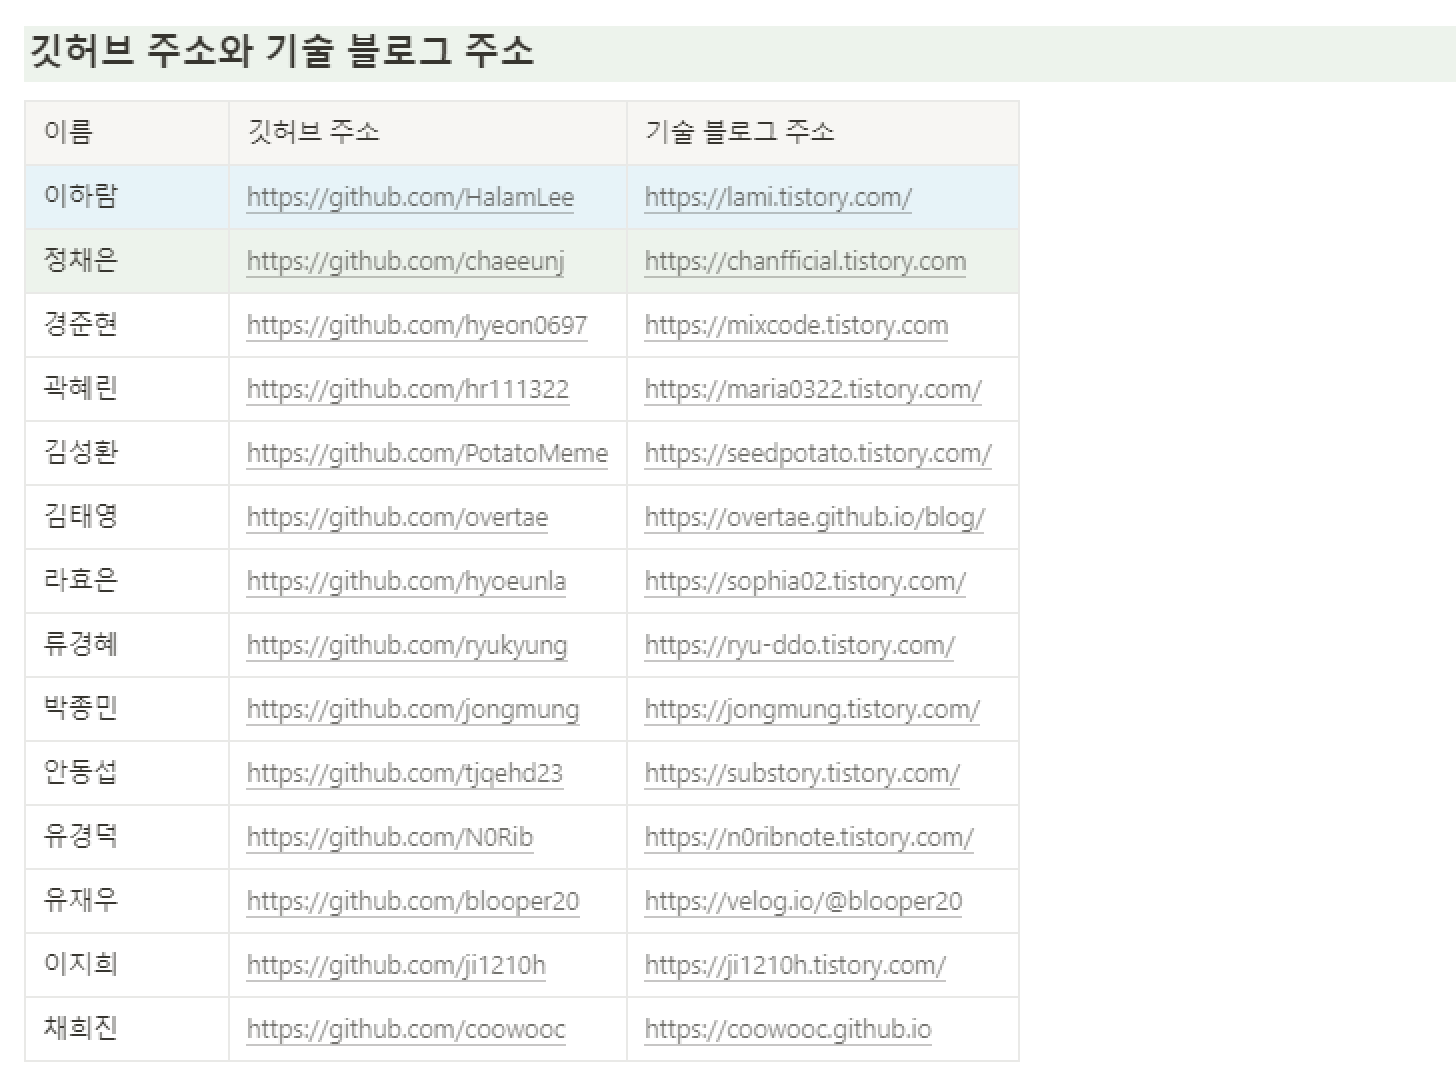 깃허브 주소와 기술 블로그 주소
이름 깃허브 주소 기술 블로그 주소
이하람 https://github.com/HalamLee https://lami.tistory.com/
정채은 https://github.com/chaeeunj https://chanfficial.tistory.com
경준현 https://github.com/hyeon0697 https://mixcode.tistory.com
곽혜린 https://github.com/hr111322 https://maria0322.tistory.com/
김성환 https://github.com/PotatoMeme https://seedpotato.tistory.com/
김태영 https://github.com/overtae https://overtae.github.io/blog/
라효은 https://github.com/hyoeunla https://sophia02.tistory.com/
류경혜 https://github.com/ryukyung https://ryu-ddo.tistory.com/
박종민 https://github.com/jongmung https://jongmung.tistory.com/
안동섭 https://github.com/tjqehd23 https://substory.tistory.com/
유경덕 https://github.com/N0Rib https://n0ribnote.tistory.com/
유재우 https://github.com/blooper20 https://velog.io/@blooper20
이지희 https://github.com/ji1210h https://ji1210h.tistory.com/
채희진 https://github.com/coowooc https://coowooc.github.io